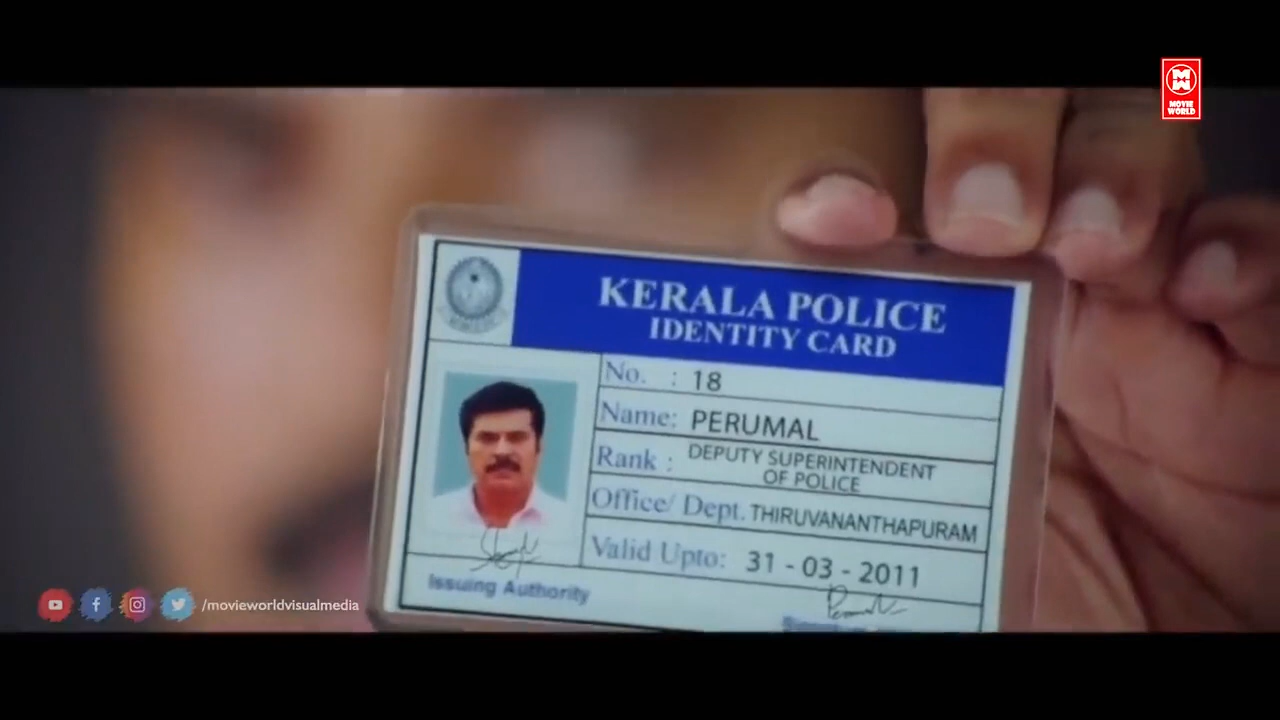 MOVIE
WORLD
KERALA POLICE
IDENTITY CARD
No. : 18
Name: PERUMAL
Rank : DEPUTY SUPERINTENDENT
OF POLICE
Office/ Dept. THIRUVANANTHAPURAM
Valid Upto: 31 - 03 - 2011
Issuing Authority
/movieworldvisualmedia